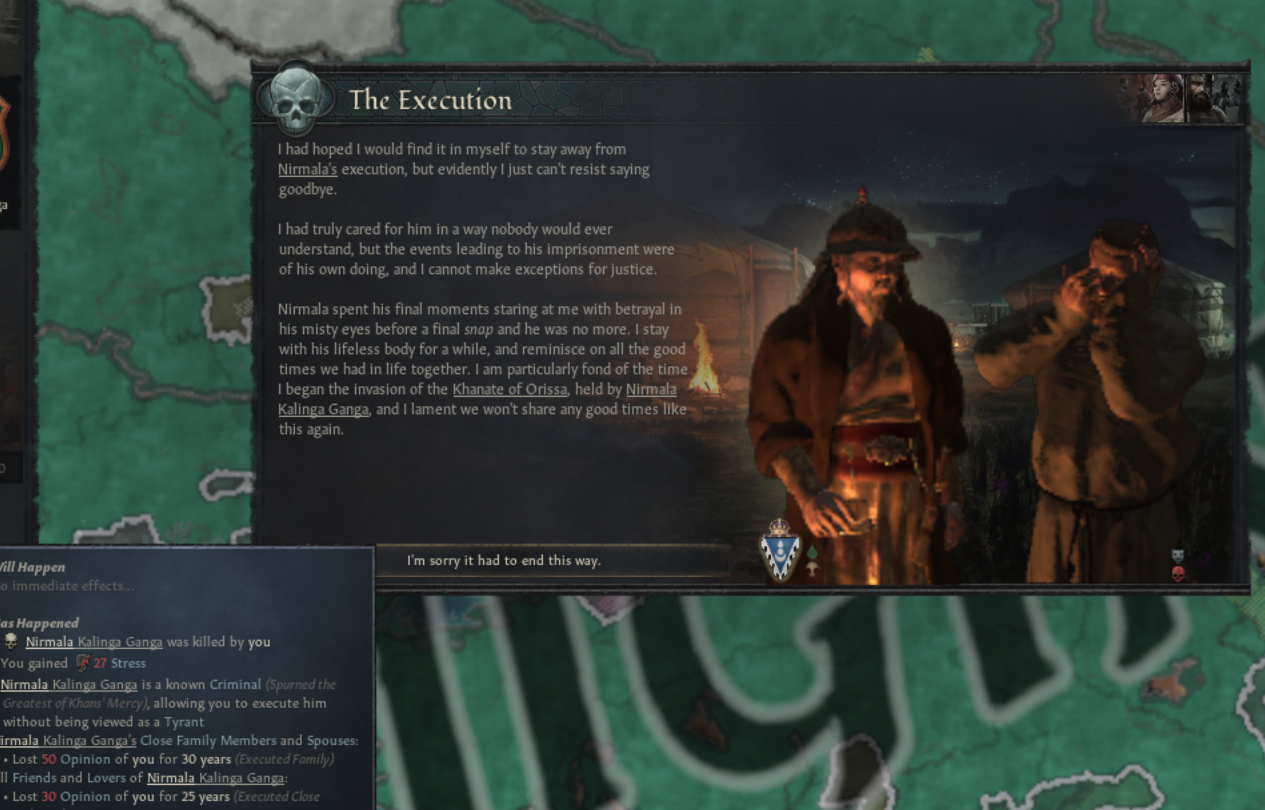 The Execution
I had hoped I would find it in myself to stay away from
Nirmala's execution, but evidently I just can't resist saying
goodbye.
I had truly cared for him in a way nobody would ever
understand, but the events leading to his imprisonment were
of his own doing, and I cannot make exceptions for justice.
Nirmala spent his final moments staring at me with betrayal in
his misty eyes before a final snap and he was no more. I stay
with his lifeless body for a while, and reminisce on all the good
times we had in life together. I am particularly fond of the time
I began the invasion of the Khanate of Orissa, held by Nirmala
Kalinga Ganga, and I lament we won't share any good times like
this again.
I'm sorry it had to end this way.
ga
0
Will Happen
o immediate effects...
as Happened
Nirmala Kalinga Ganga was killed by you
You gained 27 Stress
Nirmala Kalinga Ganga is a known Criminal (Spurned the
Greatest of Khans' Mercy), allowing you to execute him
without being viewed as a Tyrant
irmala Kalinga Ganga's Close Family Members and Spouses:
• Lost 50 Opinion of you for 30 years (Executed Family)
ll Friends and Lovers of Nirmala Kalinga Ganga:
• Lost 30 Opinion of you for 25 years (Executed Close